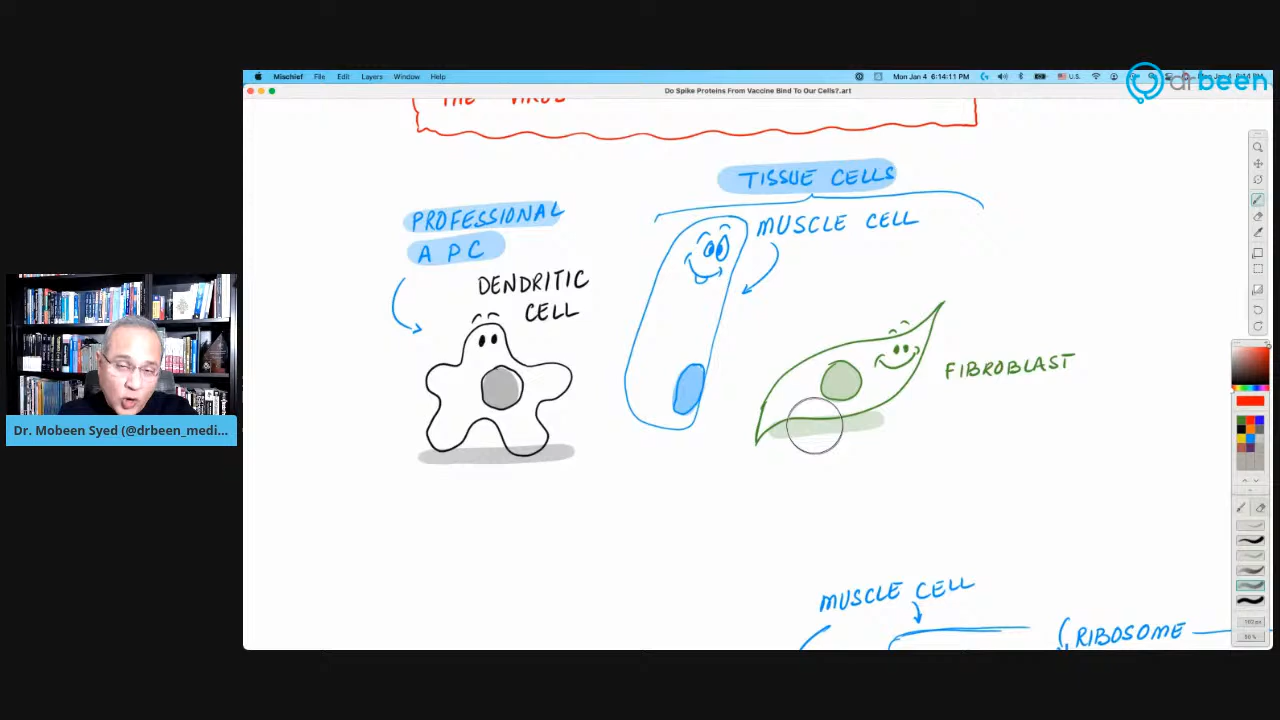 Mischief File Edit Layers Window Help
Mon Jan 4 6:14:11 PM
U.S.
drbeen
Do Spike Proteins From Vaccine Bind To Our Cells?.art
THE VIRUS
TISSUE CELLS
PROFESSIONAL
A P C
MUSCLE CELL
DENDRITIC
CELL
FIBROBLAST
Dr. Mobeen Syed (@drbeen_medi...
MUSCLE CELL
RIBOSOME